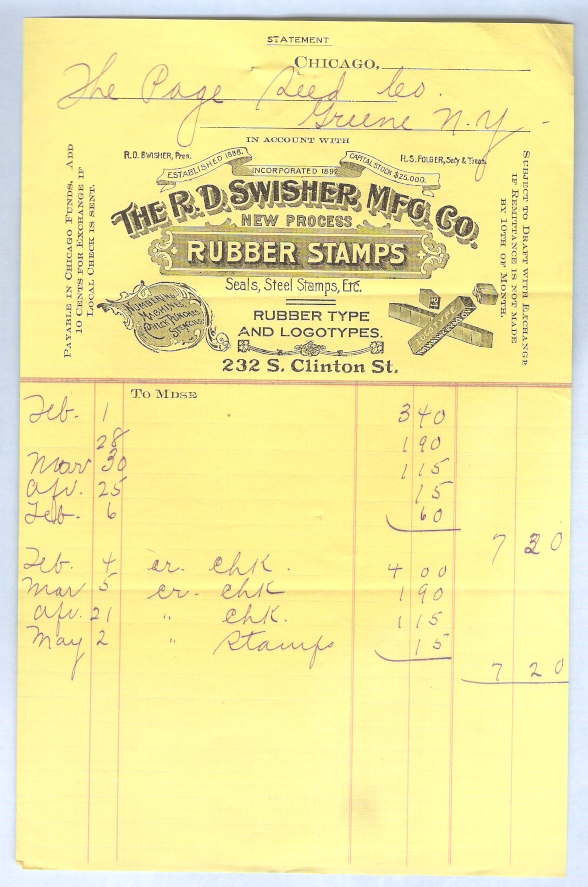 STATEMENT
CHICAGO,
The Page Seed Co.
Greene N.Y.
IN ACCOUNT WITH
R. D. SWISHER, Pres.
H. S. FOLGER, Sec'y & Treas.
ESTABLISHED 1888.
INCORPORATED 1892
CAPITAL STOCK $25,000.
THE R. D. SWISHER MFG. CO.
NEW PROCESS
RUBBER STAMPS
Seals, Steel Stamps, Etc.
NUMBERING
MACHINES
STENCILS.
RUBBER TYPE
AND LOGOTYPES.
232 S. Clinton St.
PAYABLE IN CHICAGO FUNDS, ADD
10 CENTS FOR EXCHANGE IF
LOCAL CHECK IS SENT.
SUBJECT TO DRAFT WITH EXCHANGE
IF REMITTANCE IS NOT MADE
BY 10TH OF MONTH.
TO MDSE
Feb. 1 3 40
28 1 90
Mar 30 1 15
Apr. 25 15
Feb. 6 60
7 20
Feb. 4 cr. Chk. 4 00
Mar 5 cr. Chk 1 90
Apr. 21 " Chk. 1 15
May 2 " Stamps 15
7 20